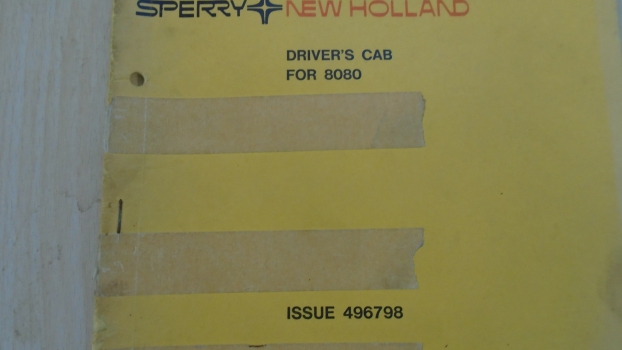 SPERRY NEW HOLLAND
DRIVER'S CAB
FOR 8080
ISSUE 496798